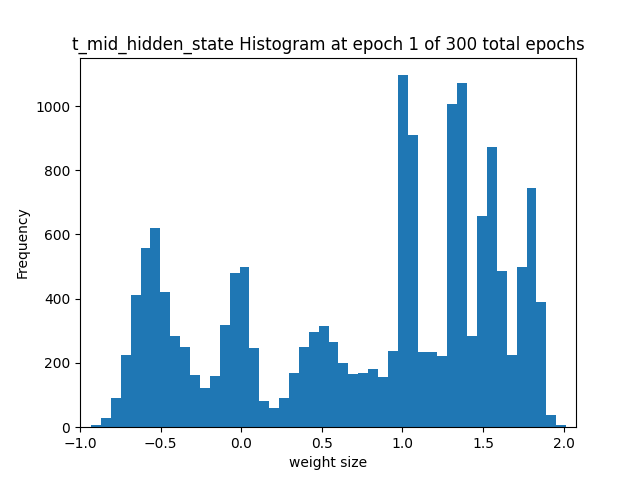 t_mid_hidden_state Histogram at epoch 1 of 300 total epochs
1000
800
600
400
200
0
Frequency
−1.0 −0.5 0.0 0.5 1.0 1.5 2.0
weight size